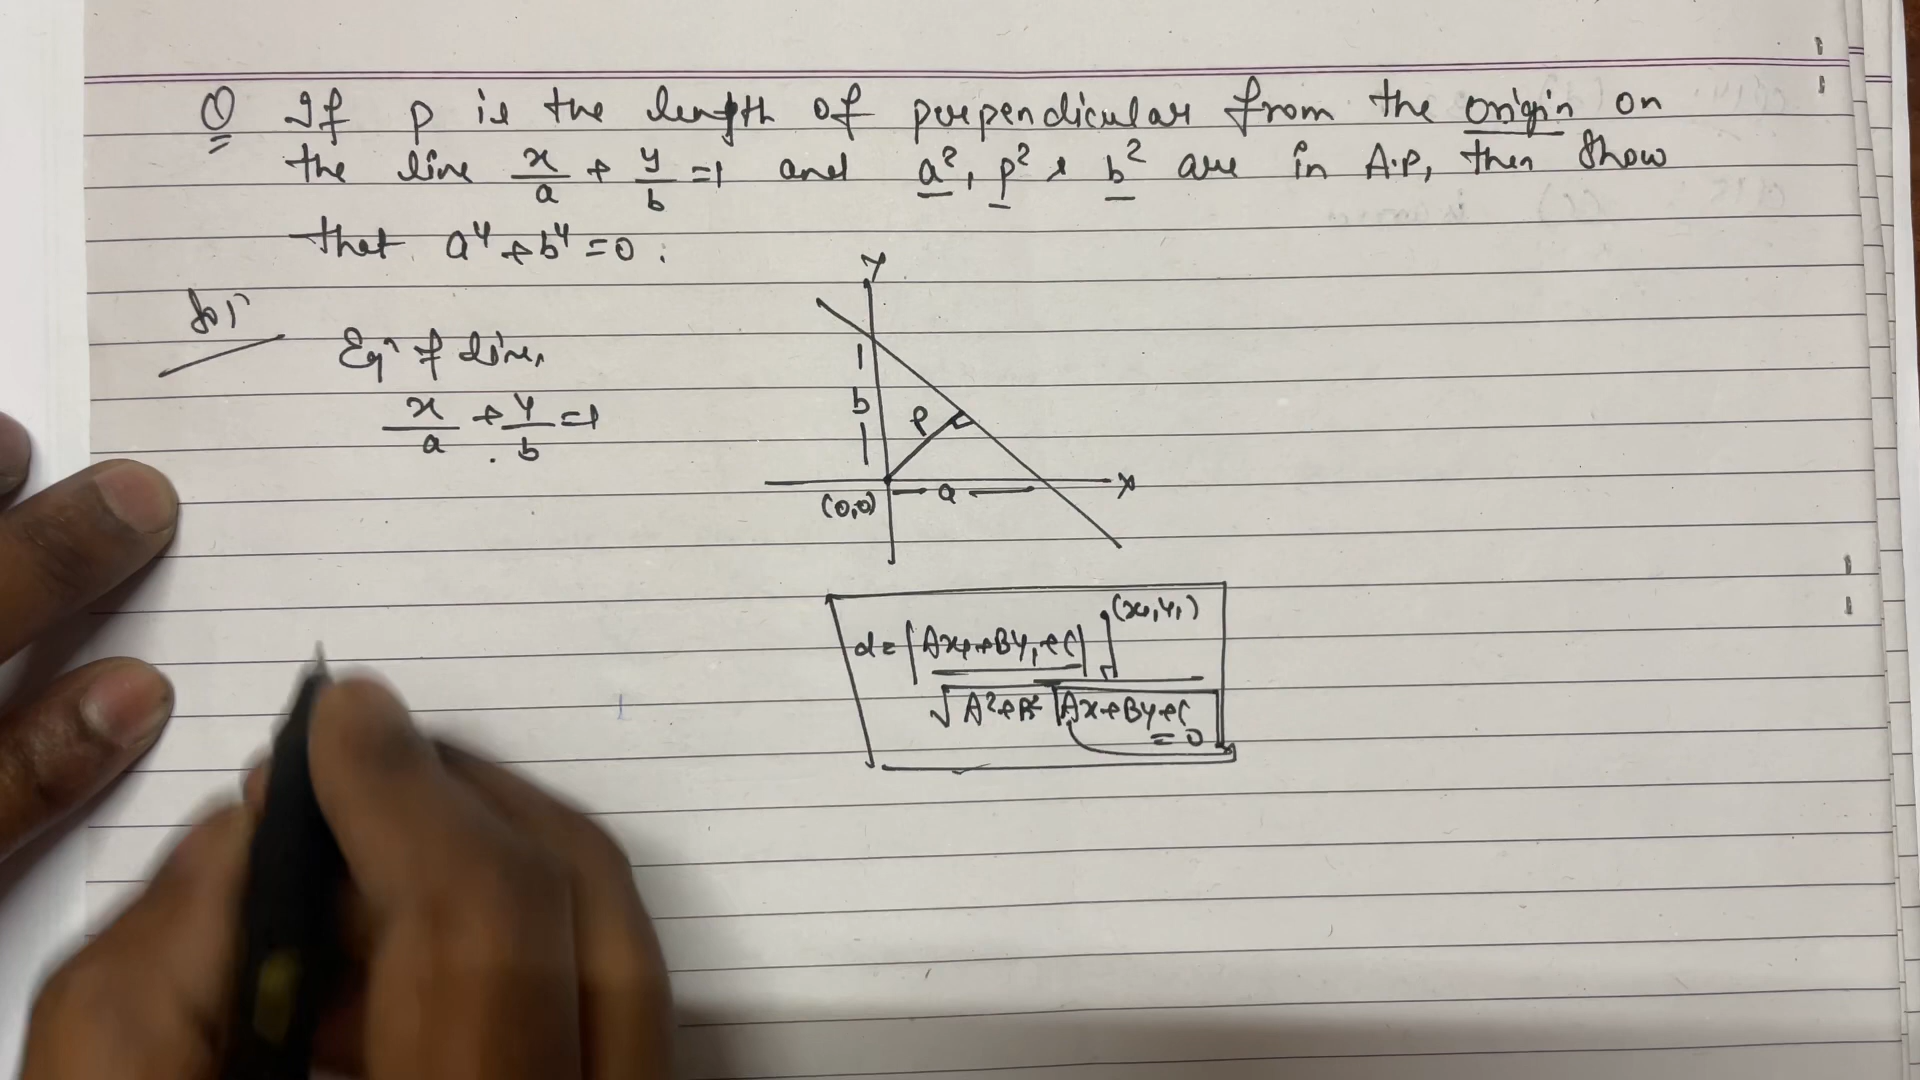 Q If p is the length of perpendicular from the origin on
the line x/a + y/b = 1 and a², p² & b² are in A.P, then show
that a⁴ + b⁴ = 0.
Solⁿ
Eqⁿ of line,
x/a + y/b = 1
y
b
p
(0,0) a x
d = |Ax₁+By₁+C| (x₁,y₁)
√A²+B² Ax+By+C
= 0